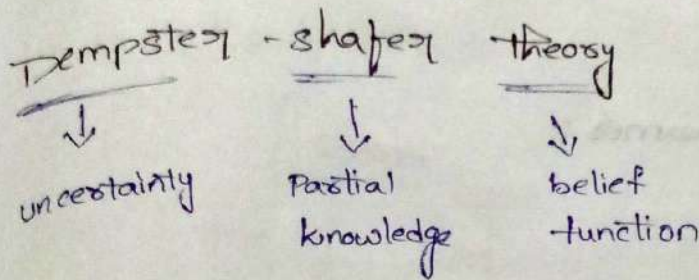 Dempster - shafer theory
uncertainty Partial belief
knowledge function